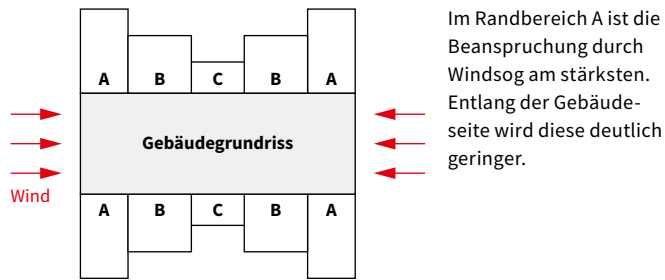 A B C B A
Gebäudegrundriss
Wind
A B C B A
Im Randbereich A ist die
Beanspruchung durch
Windsog am stärksten.
Entlang der Gebäude-
seite wird diese deutlich
geringer.